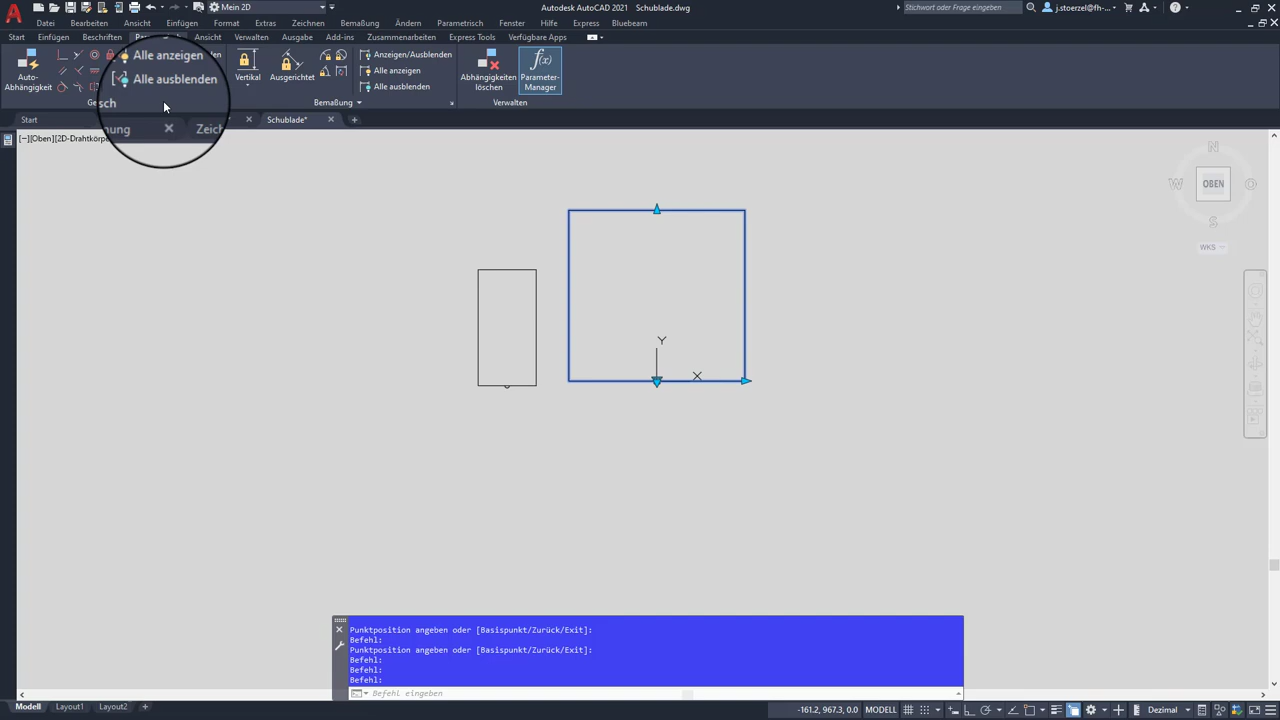 Mein 2D
Autodesk AutoCAD 2021 Schublade.dwg
Stichwort oder Frage eingeben
j.stoerzel@fh-...
Datei Bearbeiten Ansicht Einfügen Format Extras Zeichnen Bemaßung Ändern Parametrisch Fenster Hilfe Express Bluebeam
Start Einfügen Beschriften Ansicht Verwalten Ausgabe Add-ins Zusammenarbeiten Express Tools Verfügbare Apps
Alle anzeigen
Alle ausblenden
Auto-
Abhängigkeit
Vertikal
Ausgerichtet
Anzeigen/Ausblenden
Alle anzeigen
Alle ausblenden
Abhängigkeiten
löschen
f(x)
Parameter-
Manager
Bemaßung
Verwalten
sch
nung
Zeich
Start
Schublade*
[−][Oben][2D-Drahtkörp
N
W
OBEN
O
S
WKS
Y
X
Punktposition angeben oder [Basispunkt/Zurück/Exit]:
Befehl:
Punktposition angeben oder [Basispunkt/Zurück/Exit]:
Befehl:
Befehl:
Befehl:
Befehl eingeben
Modell Layout1 Layout2 +
-161.2, 967.3, 0.0 MODELL
Dezimal